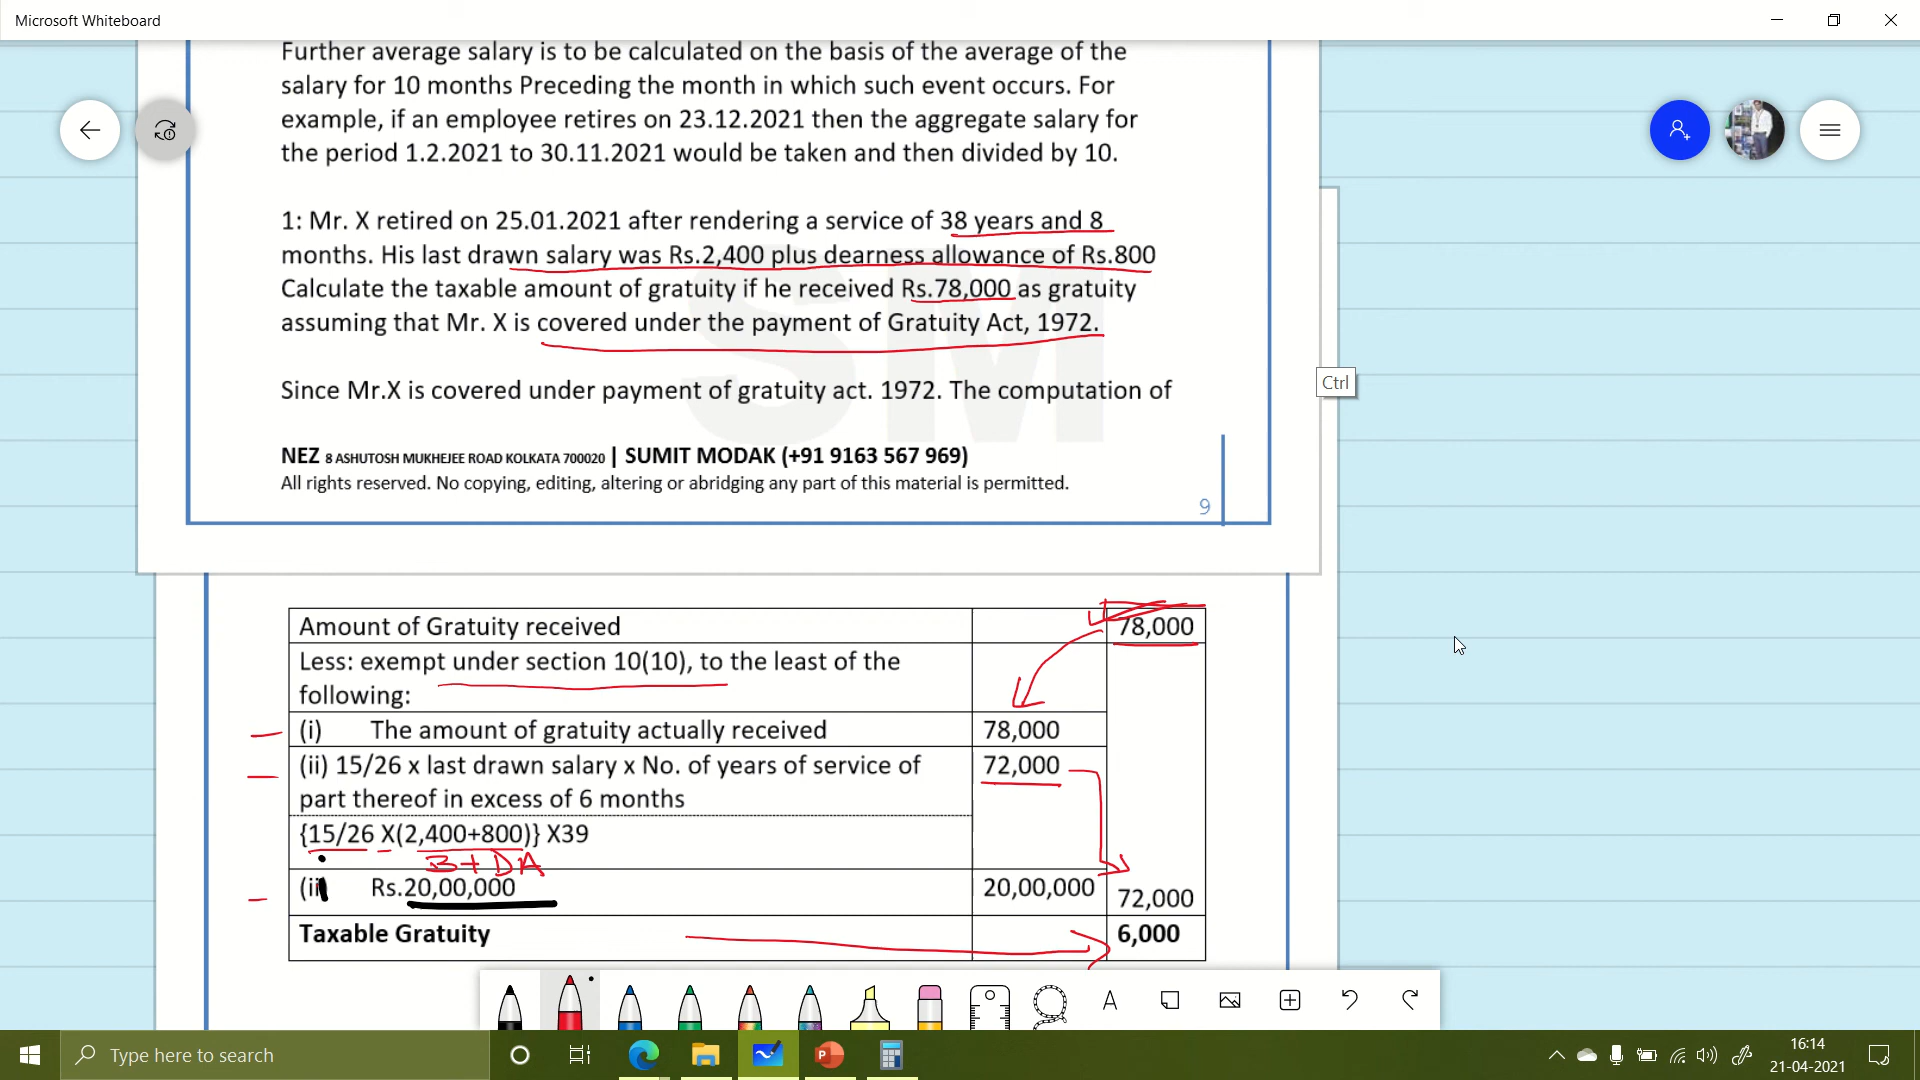 Microsoft Whiteboard
Further average salary is to be calculated on the basis of the average of the
salary for 10 months Preceding the month in which such event occurs. For
example, if an employee retires on 23.12.2021 then the aggregate salary for
the period 1.2.2021 to 30.11.2021 would be taken and then divided by 10.
1: Mr. X retired on 25.01.2021 after rendering a service of 38 years and 8
months. His last drawn salary was Rs.2,400 plus dearness allowance of Rs.800
Calculate the taxable amount of gratuity if he received Rs.78,000 as gratuity
assuming that Mr. X is covered under the payment of Gratuity Act, 1972.
SM
Ctrl
Since Mr.X is covered under payment of gratuity act. 1972. The computation of
NEZ 8 ASHUTOSH MUKHEJEE ROAD KOLKATA 700020 | SUMIT MODAK (+91 9163 567 969)
All rights reserved. No copying, editing, altering or abridging any part of this material is permitted.
9
Amount of Gratuity received 78,000
Less: exempt under section 10(10), to the least of the
following:
(i) The amount of gratuity actually received 78,000
(ii) 15/26 x last drawn salary x No. of years of service of 72,000
part thereof in excess of 6 months
{15/26 X(2,400+800)} X39
B+DA
(ii Rs.20,00,000 20,00,000 72,000
Taxable Gratuity 6,000
A
Type here to search
16:14
21-04-2021